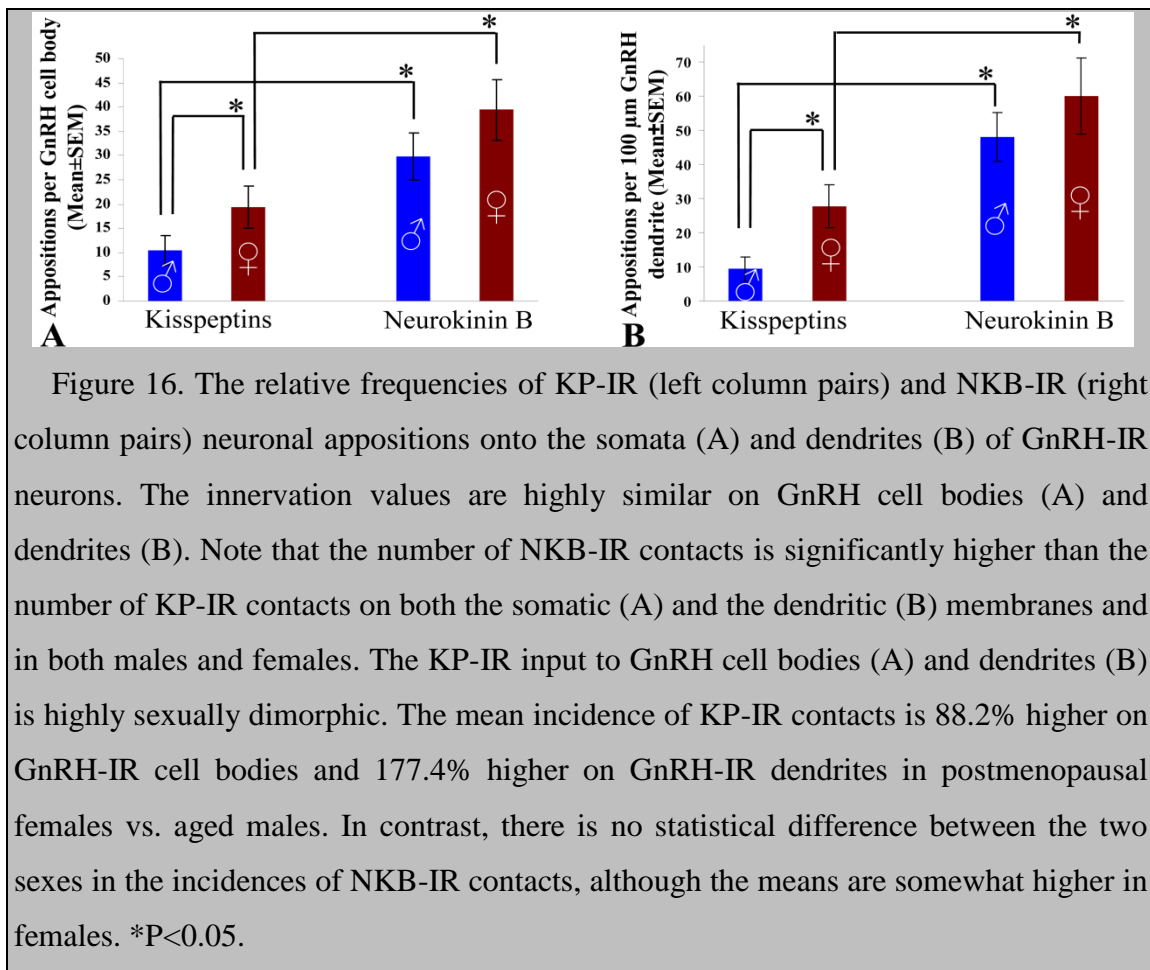 Appositions per GnRH cell body
(Mean±SEM)
50
45
40
35
30
25
20
15
10
5
0
*
*
*
♂
♀
♂
♀
Kisspeptins
Neurokinin B
A
Appositions per 100 µm GnRH
dendrite (Mean±SEM)
70
60
50
40
30
20
10
0
*
*
*
♂
♀
♂
♀
Kisspeptins
Neurokinin B
B
Figure 16. The relative frequencies of KP-IR (left column pairs) and NKB-IR (right
column pairs) neuronal appositions onto the somata (A) and dendrites (B) of GnRH-IR
neurons. The innervation values are highly similar on GnRH cell bodies (A) and
dendrites (B). Note that the number of NKB-IR contacts is significantly higher than the
number of KP-IR contacts on both the somatic (A) and the dendritic (B) membranes and
in both males and females. The KP-IR input to GnRH cell bodies (A) and dendrites (B)
is highly sexually dimorphic. The mean incidence of KP-IR contacts is 88.2% higher on
GnRH-IR cell bodies and 177.4% higher on GnRH-IR dendrites in postmenopausal
females vs. aged males. In contrast, there is no statistical difference between the two
sexes in the incidences of NKB-IR contacts, although the means are somewhat higher in
females. *P<0.05.